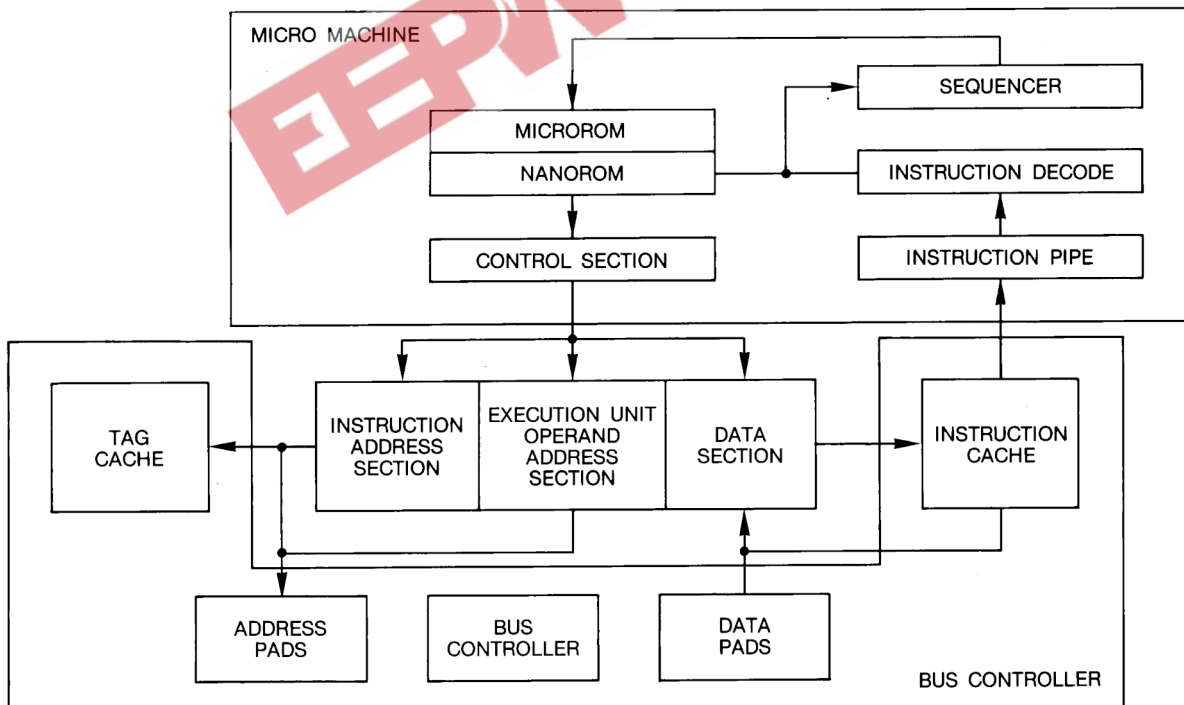 MICRO MACHINE
SEQUENCER
MICROROM
NANOROM
INSTRUCTION DECODE
CONTROL SECTION
INSTRUCTION PIPE
TAG
CACHE
INSTRUCTION
ADDRESS
SECTION
EXECUTION UNIT
OPERAND
ADDRESS
SECTION
DATA
SECTION
INSTRUCTION
CACHE
ADDRESS
PADS
BUS
CONTROLLER
DATA
PADS
BUS CONTROLLER